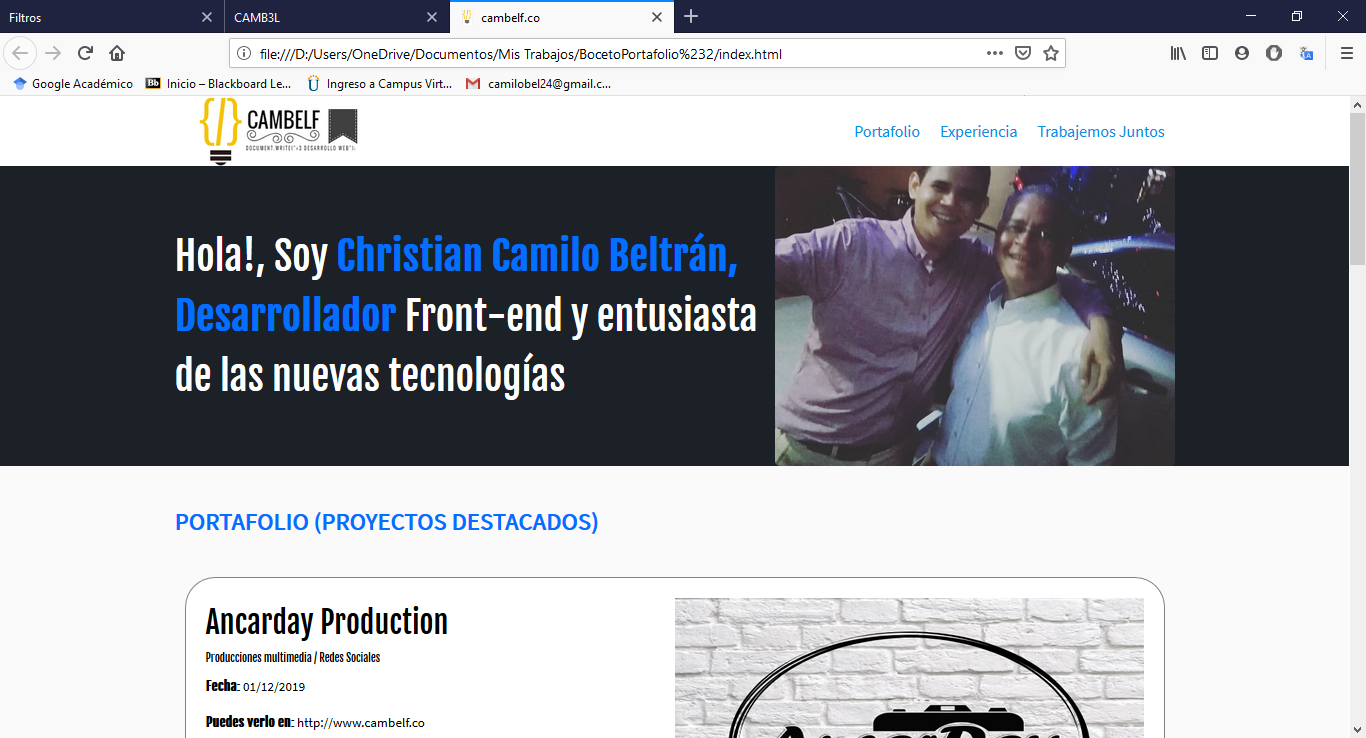 Filtros
CAMB3L
cambelf.co
file:///D:/Users/OneDrive/Documentos/Mis Trabajos/BocetoPortafolio%232/index.html
Google Académico
Bb Inicio – Blackboard Le...
Ingreso a Campus Virt...
camilobel24@gmail.c...
{/}
CAMBELF
DOCUMENT.WRITE("<3 DESARROLLO WEB");
Portafolio Experiencia Trabajemos Juntos
Hola!, Soy Christian Camilo Beltrán,
Desarrollador Front-end y entusiasta
de las nuevas tecnologías
PORTAFOLIO (PROYECTOS DESTACADOS)
Ancarday Production
Producciones multimedia / Redes Sociales
Fecha: 01/12/2019
Puedes verlo en: http://www.cambelf.co